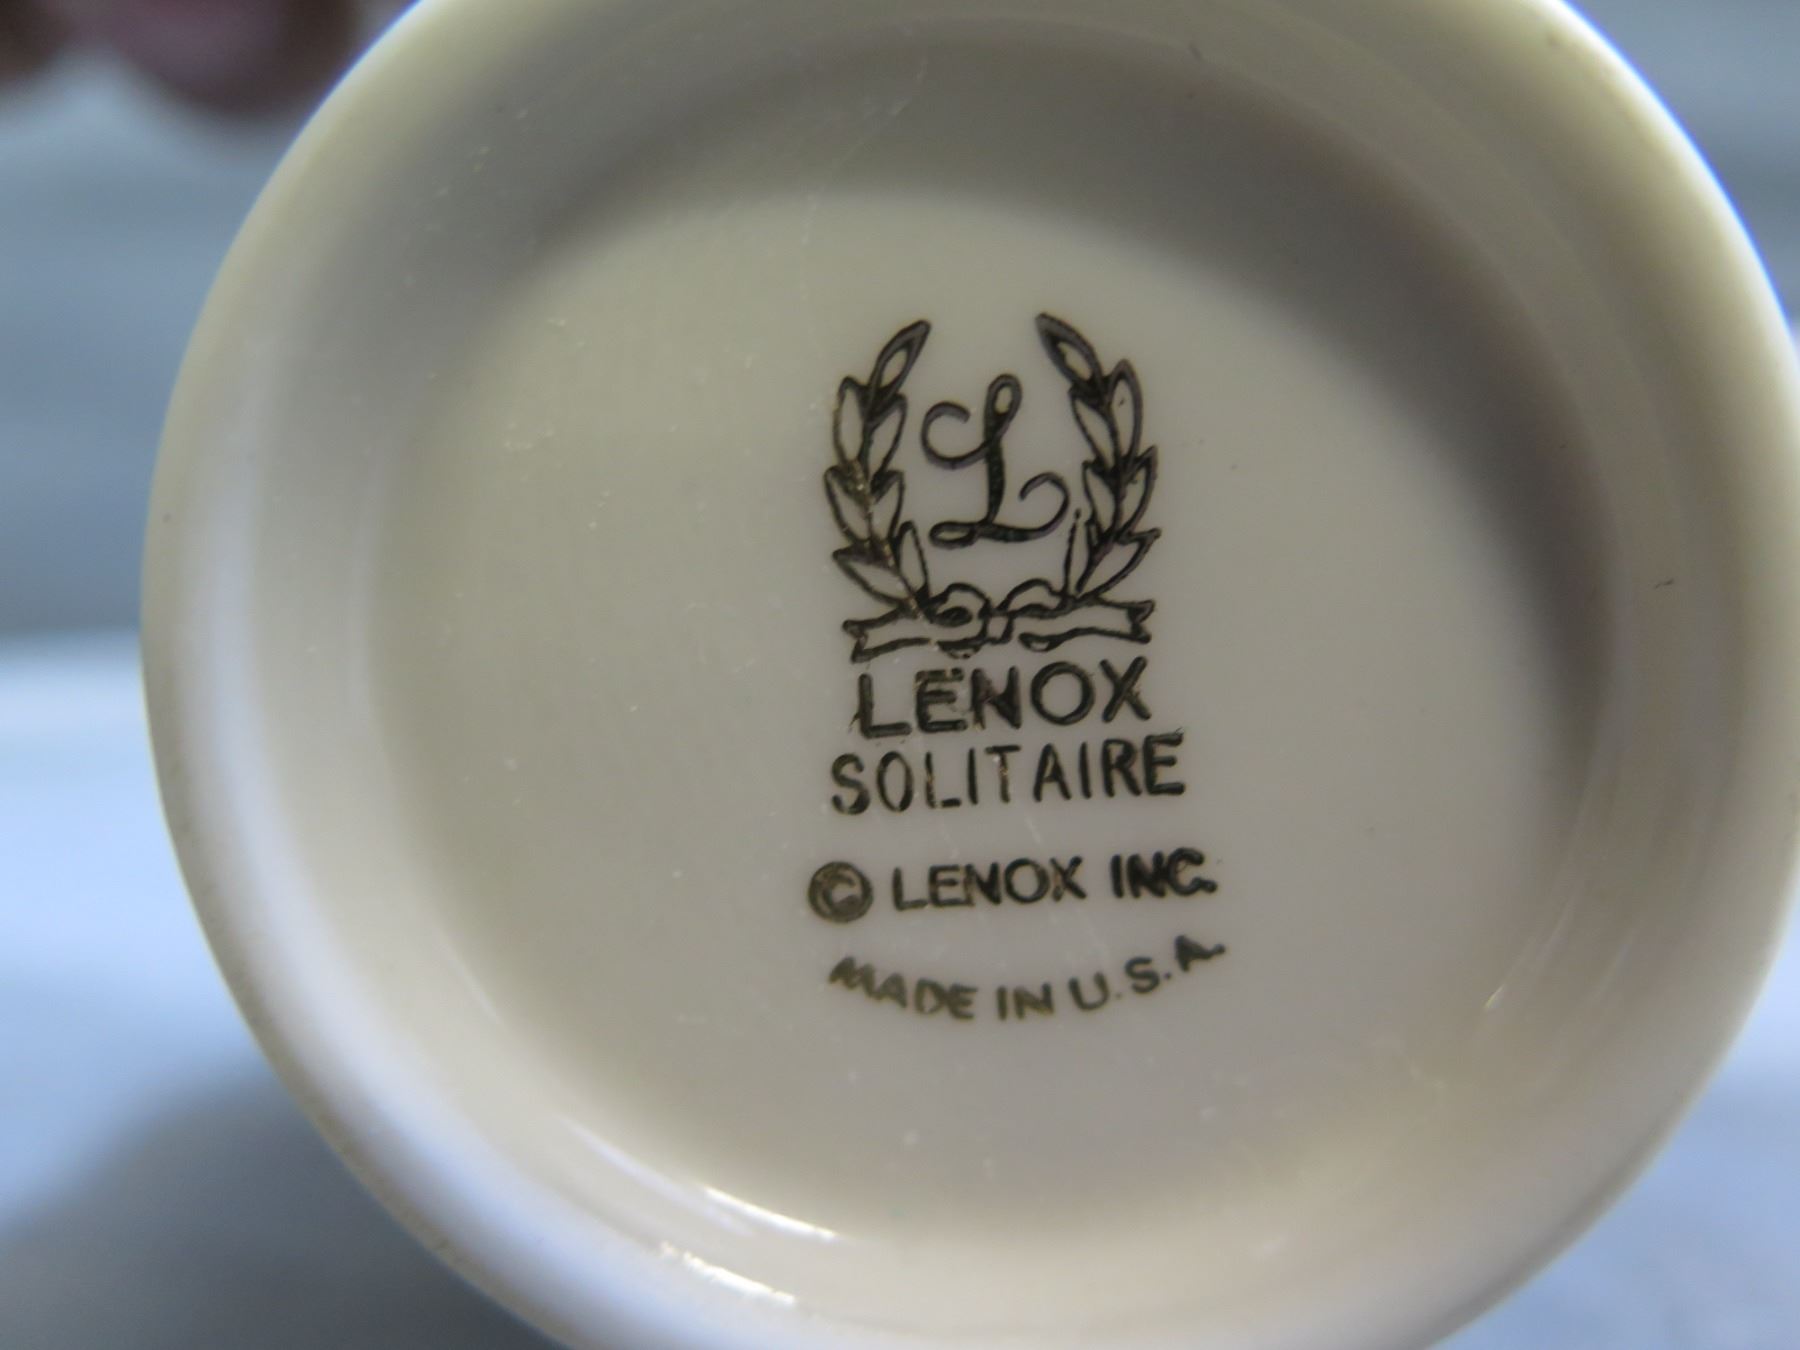 L
LENOX
SOLITAIRE
© LENOX INC.
MADE IN U.S.A.